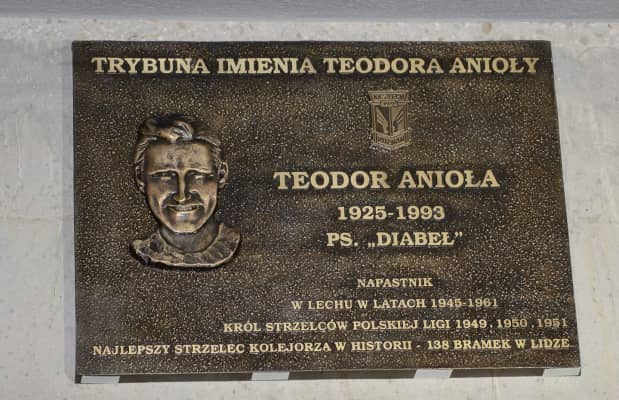 TRYBUNA IMIENIA TEODORA ANIOŁY
TEODOR ANIOŁA
1925-1993
PS. „DIABEŁ”
NAPASTNIK
W LECHU W LATACH 1945-1961
KRÓL STRZELCÓW POLSKIEJ LIGI 1949, 1950, 1951
NAJLEPSZY STRZELEC KOLEJORZA W HISTORII - 138 BRAMEK W LIDZE